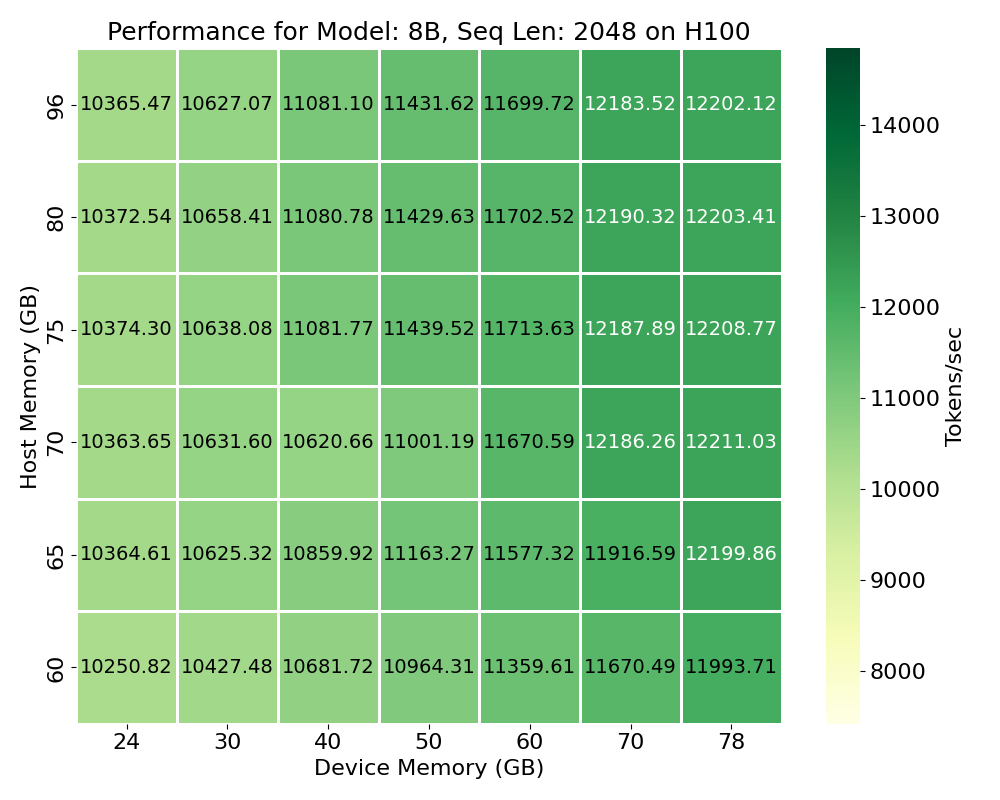 Performance for Model: 8B, Seq Len: 2048 on H100
96 10365.47 10627.07 11081.10 11431.62 11699.72 12183.52 12202.12
80 10372.54 10658.41 11080.78 11429.63 11702.52 12190.32 12203.41
75 10374.30 10638.08 11081.77 11439.52 11713.63 12187.89 12208.77
70 10363.65 10631.60 10620.66 11001.19 11670.59 12186.26 12211.03
65 10364.61 10625.32 10859.92 11163.27 11577.32 11916.59 12199.86
60 10250.82 10427.48 10681.72 10964.31 11359.61 11670.49 11993.71
24 30 40 50 60 70 78
Device Memory (GB)
Host Memory (GB)
14000
13000
12000
11000
10000
9000
8000
Tokens/sec